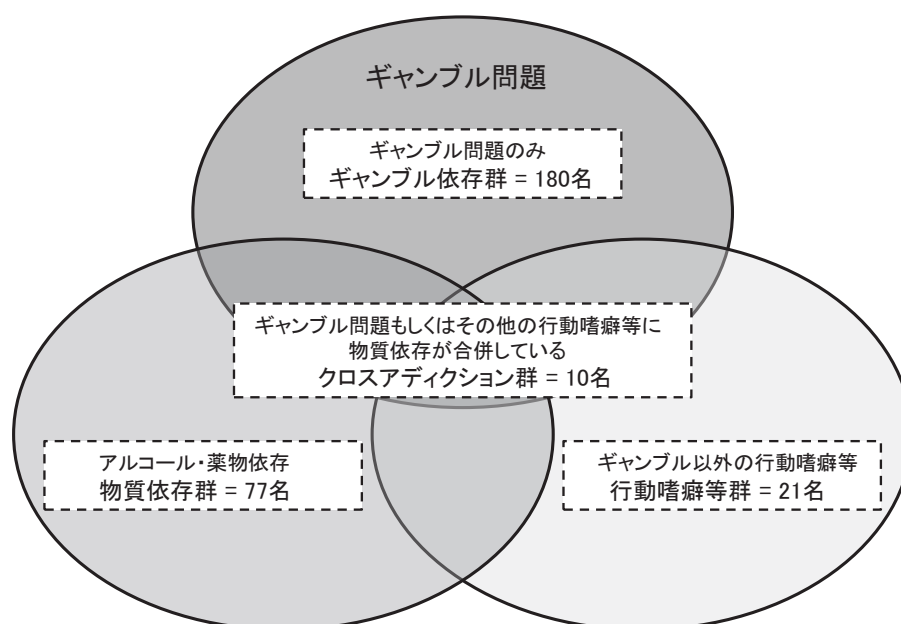 ギャンブル問題
ギャンブル問題のみ
ギャンブル依存群 = 180名
ギャンブル問題もしくはその他の行動嗜癖等に
物質依存が合併している
クロスアディクション群 = 10名
アルコール・薬物依存
物質依存群 = 77名
ギャンブル以外の行動嗜癖等
行動嗜癖等群 = 21名